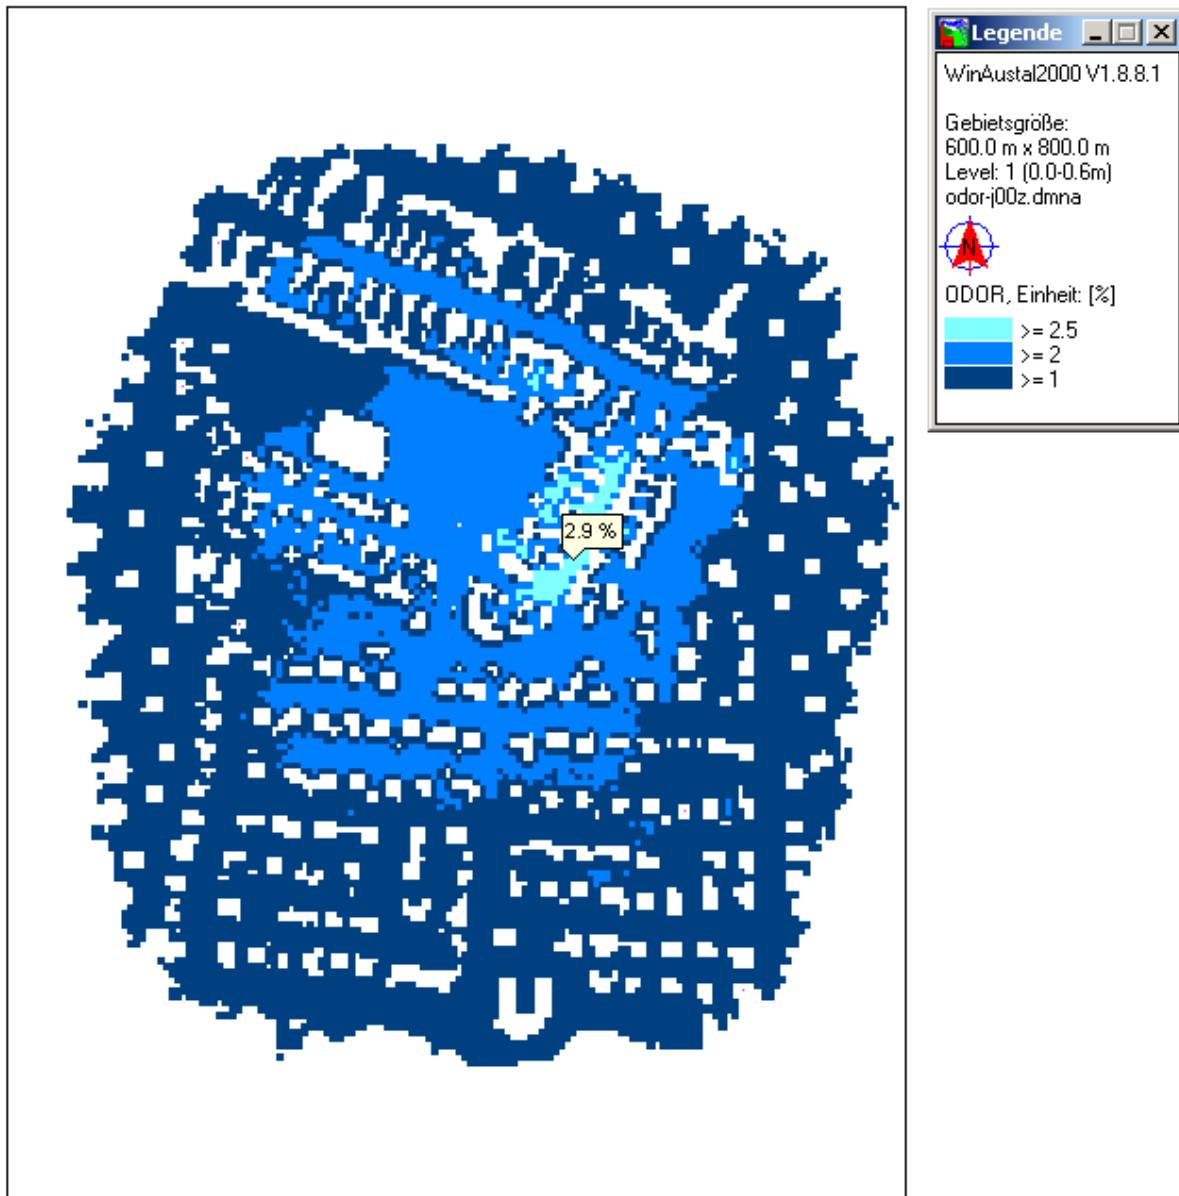 2.9 %
Legende
WinAustal2000 V1.8.8.1
Gebietsgröße:
600.0 m x 800.0 m
Level: 1 (0.0-0.6m)
odor-j00z.dmna
N
ODOR, Einheit: [%]
>= 2.5
>= 2
>= 1